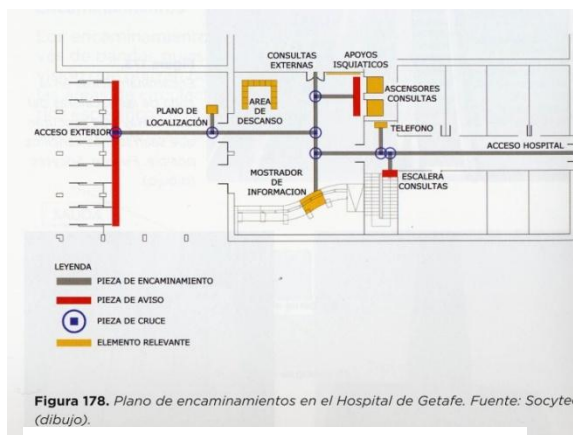 CONSULTAS
EXTERNAS
APOYOS
ISQUIATICOS
ASCENSORES
CONSULTAS
PLANO DE
LOCALIZACIÓN
AREA
DE
DESCANSO
TELEFONO
ACCESO EXTERIOR
ACCESO HOSPITAL
MOSTRADOR
DE
INFORMACION
ESCALERA
CONSULTAS
LEYENDA
PIEZA DE ENCAMINAMIENTO
PIEZA DE AVISO
PIEZA DE CRUCE
ELEMENTO RELEVANTE
Figura 178. Plano de encaminamientos en el Hospital de Getafe. Fuente: Socytec
(dibujo).